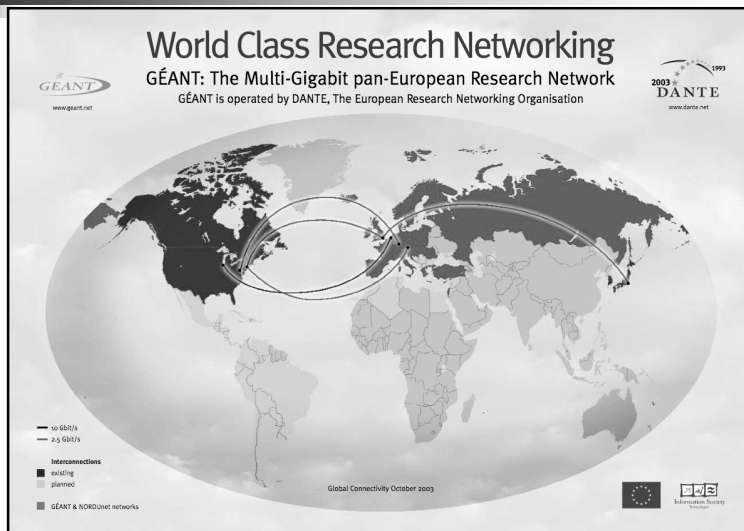 World Class Research Networking
GÉANT: The Multi-Gigabit pan-European Research Network
GÉANT is operated by DANTE, The European Research Networking Organisation
GÉANT
www.geant.net
1993
2003
DANTE
www.dante.net
10 Gbit/s
2.5 Gbit/s
Interconnections
existing
planned
GÉANT & NORDUnet networks
Global Connectivity October 2003
Information Society
Technologies